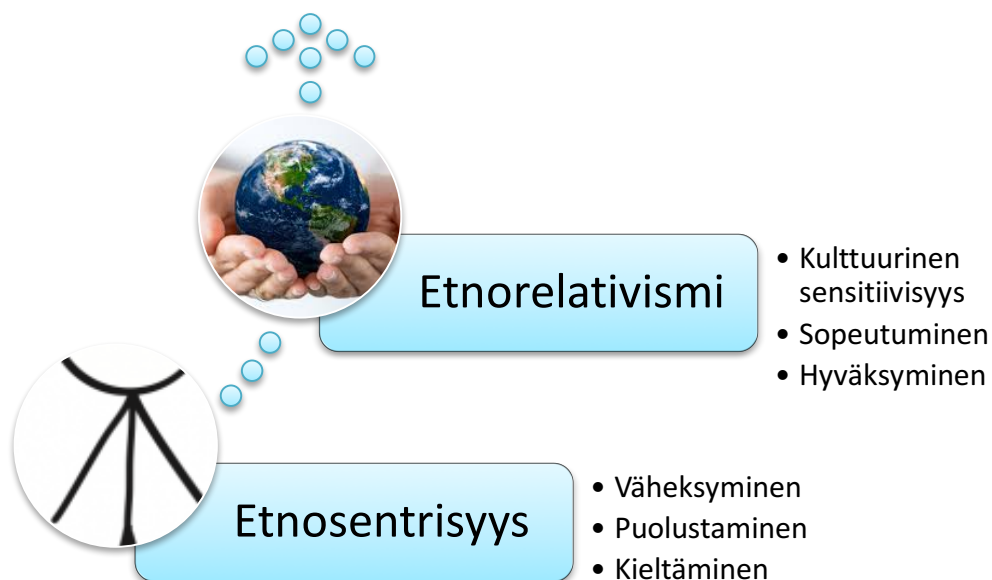 Etnorelativismi
• Kulttuurinen
sensitiivisyys
• Sopeutuminen
• Hyväksyminen
Etnosentrisyys
• Väheksyminen
• Puolustaminen
• Kieltäminen